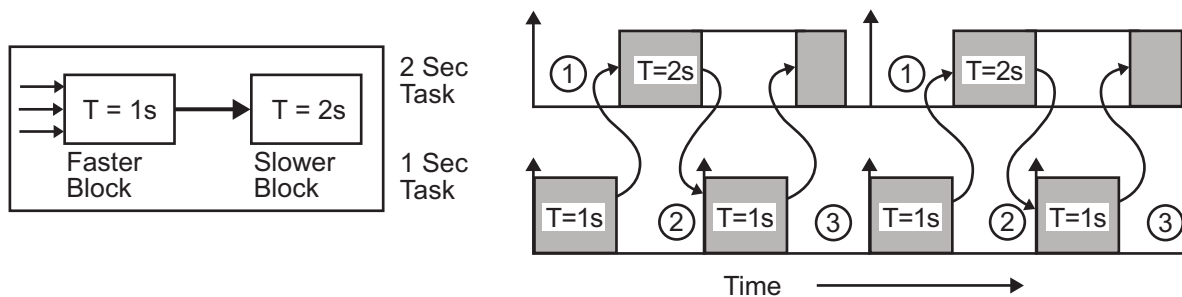 T = 1s
T = 2s
Faster
Block
Slower
Block
2 Sec
Task
1 Sec
Task
1
T=2s
1
T=2s
T=1s
2
T=1s
3
T=1s
2
T=1s
3
Time